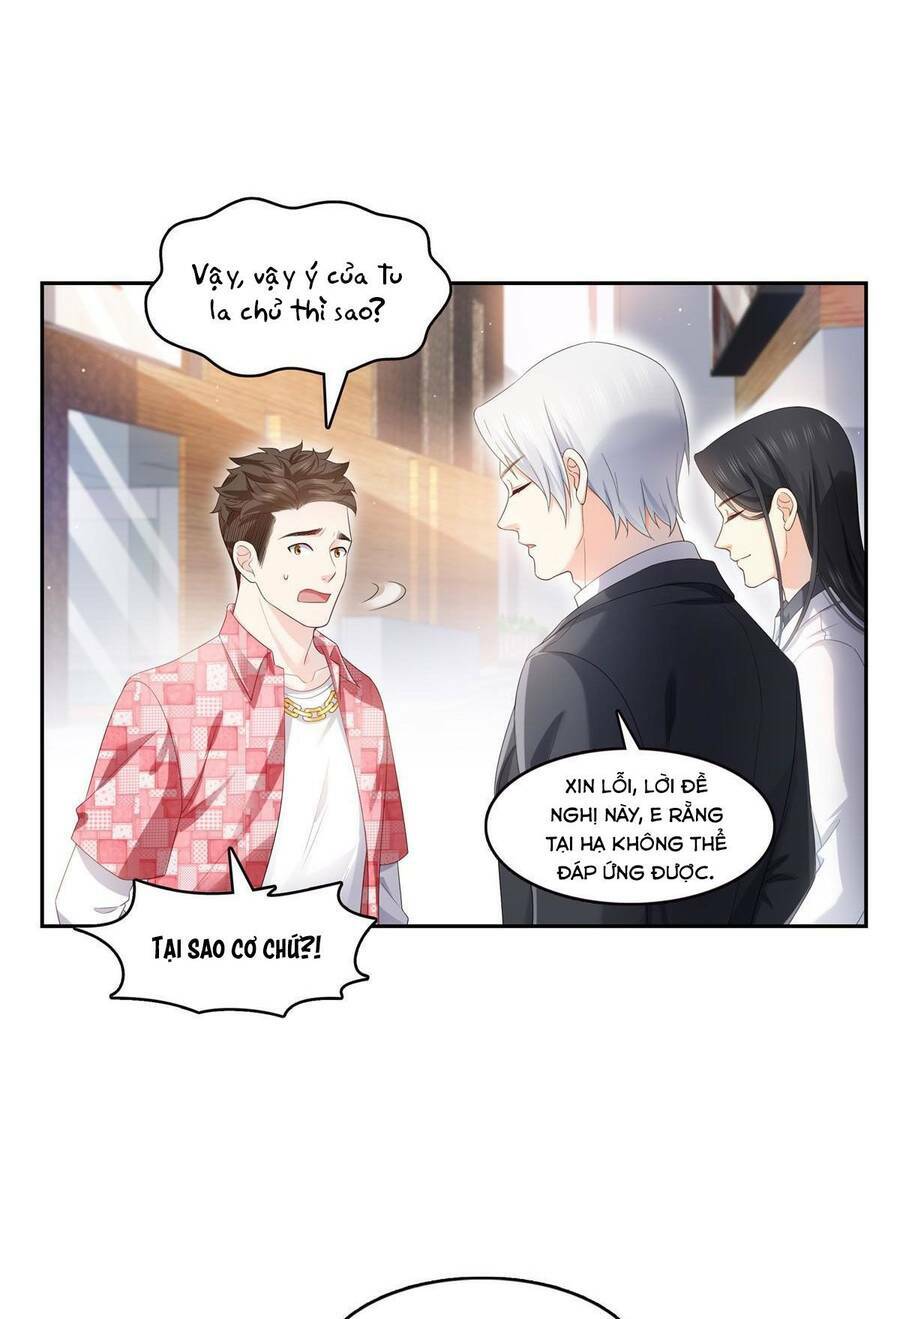 Vậy, vậy ý của tu
la chủ thì sao?
XIN LỖI, LỜI ĐỀ
NGHỊ NÀY, E RẰNG
TẠI HẠ KHÔNG THỂ
ĐÁP ỨNG ĐƯỢC.
TẠI SAO CƠ CHỨ?!